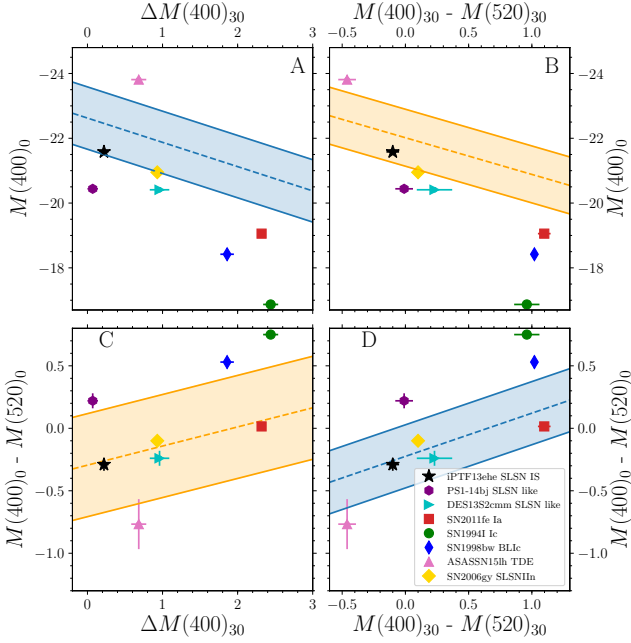 ΔM(400)₃₀ M(400)₃₀ - M(520)₃₀
0 1 2 3 −0.5 0.0 0.5 1.0
A B
−24
−22
−20
−18
M(400)₀ M(400)₀
−24
−22
−20
−18
C D
0.5
0.0
−0.5
−1.0
M(400)₀ - M(520)₀ M(400)₀ - M(520)₀
0.5
0.0
−0.5
−1.0
iPTF13ehe SLSN IS
PS1-14bj SLSN like
DES13S2cmm SLSN like
SN2011fe Ia
SN1994I Ic
SN1998bw BLIc
ASASSN15lh TDE
SN2006gy SLSNIIn
0 1 2 3 −0.5 0.0 0.5 1.0
ΔM(400)₃₀ M(400)₃₀ - M(520)₃₀